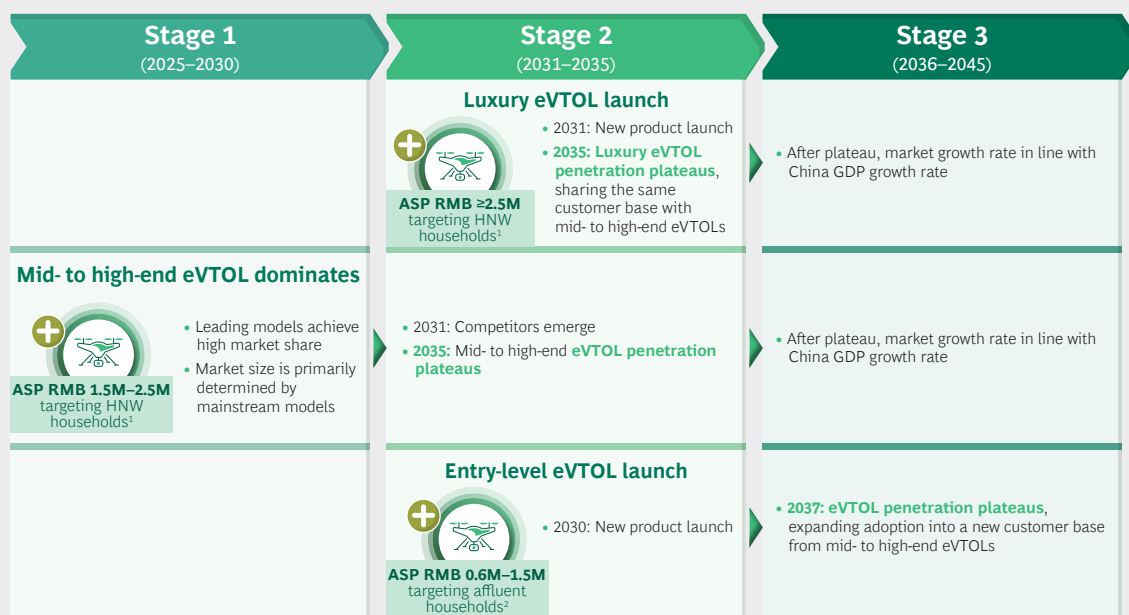 Stage 1
(2025–2030)
Stage 2
(2031–2035)
Stage 3
(2036–2045)
Luxury eVTOL launch
ASP RMB ≥2.5M
targeting HNW
households¹
• 2031: New product launch
• 2035: Luxury eVTOL
penetration plateaus,
sharing the same
customer base with
mid- to high-end eVTOLs
• After plateau, market growth rate in line with
China GDP growth rate
Mid- to high-end eVTOL dominates
ASP RMB 1.5M–2.5M
targeting HNW
households¹
• Leading models achieve
high market share
• Market size is primarily
determined by
mainstream models
• 2031: Competitors emerge
• 2035: Mid- to high-end eVTOL penetration
plateaus
• After plateau, market growth rate in line with
China GDP growth rate
Entry-level eVTOL launch
ASP RMB 0.6M–1.5M
targeting affluent
households²
• 2030: New product launch
• 2037: eVTOL penetration plateaus,
expanding adoption into a new customer base
from mid- to high-end eVTOLs